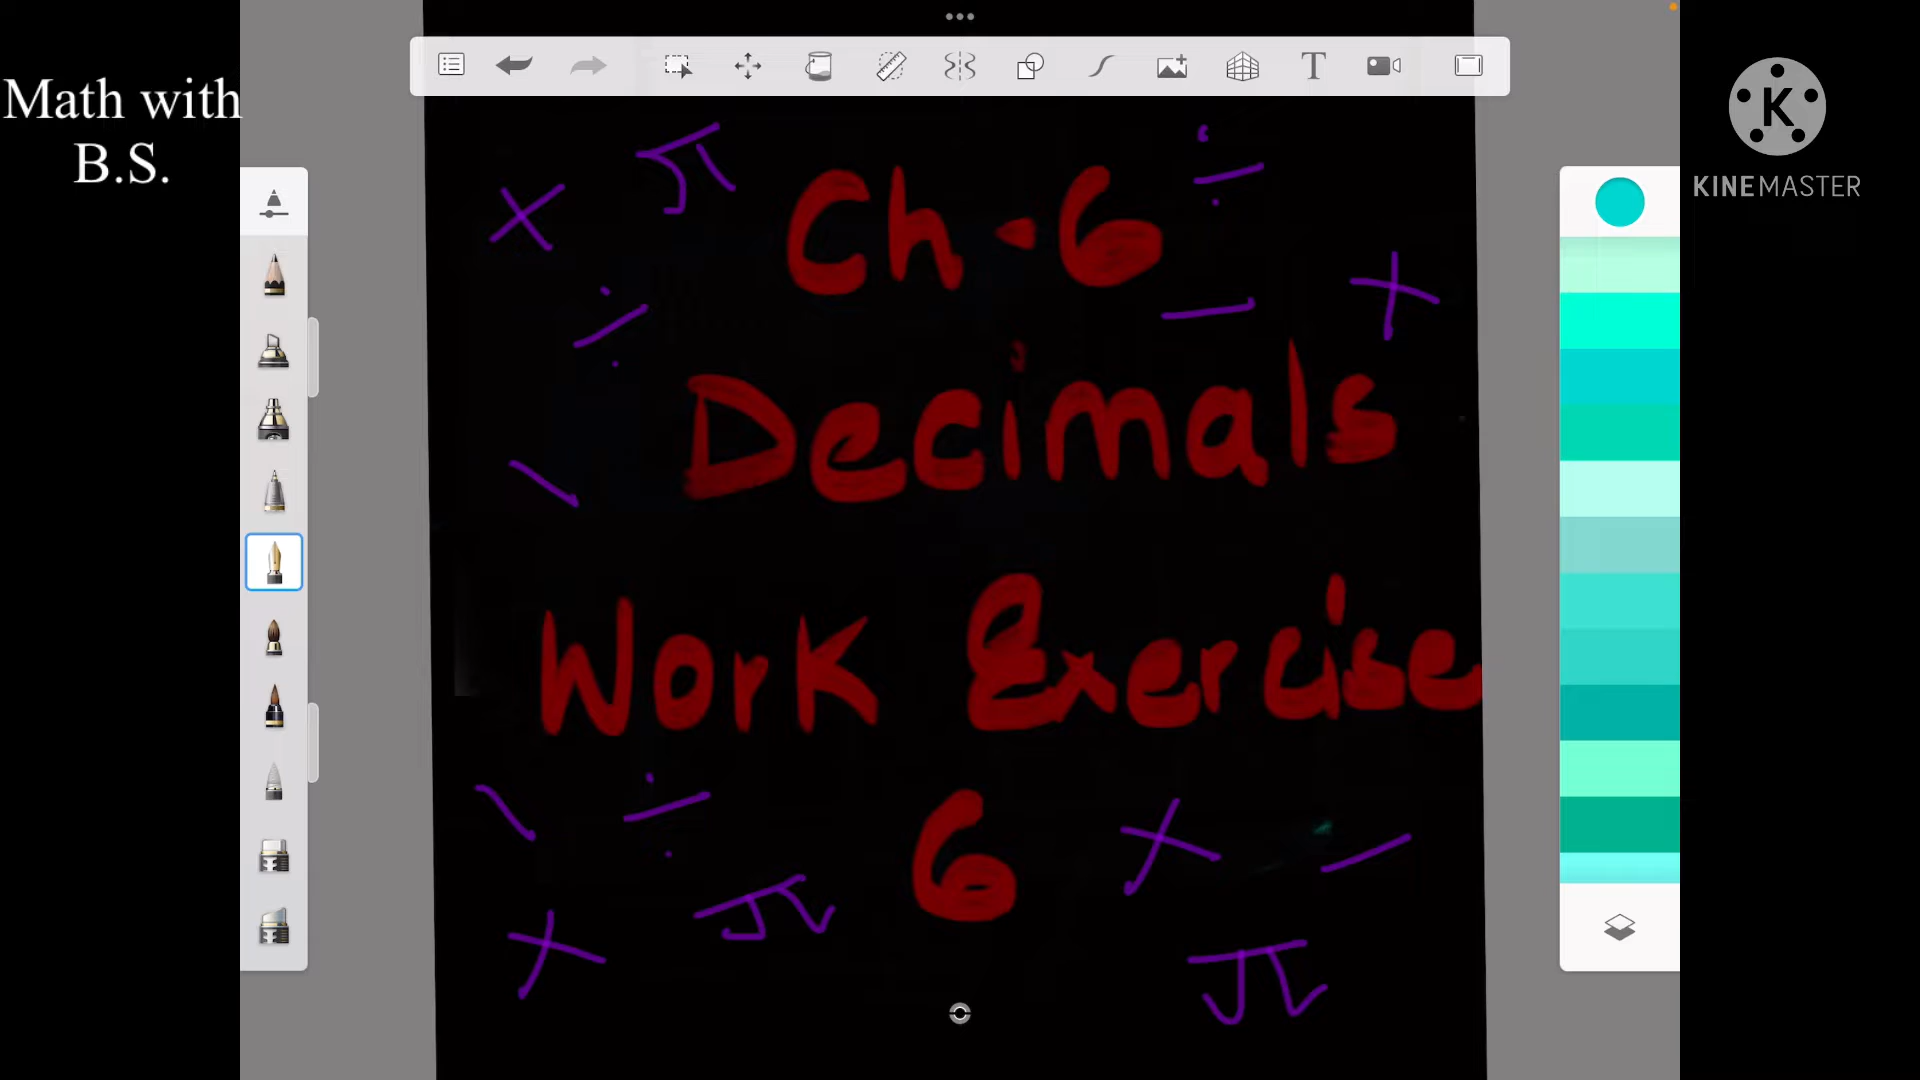 Math with
B.S.
KINEMASTER
Ch-6
Decimals
Work Exercise
6